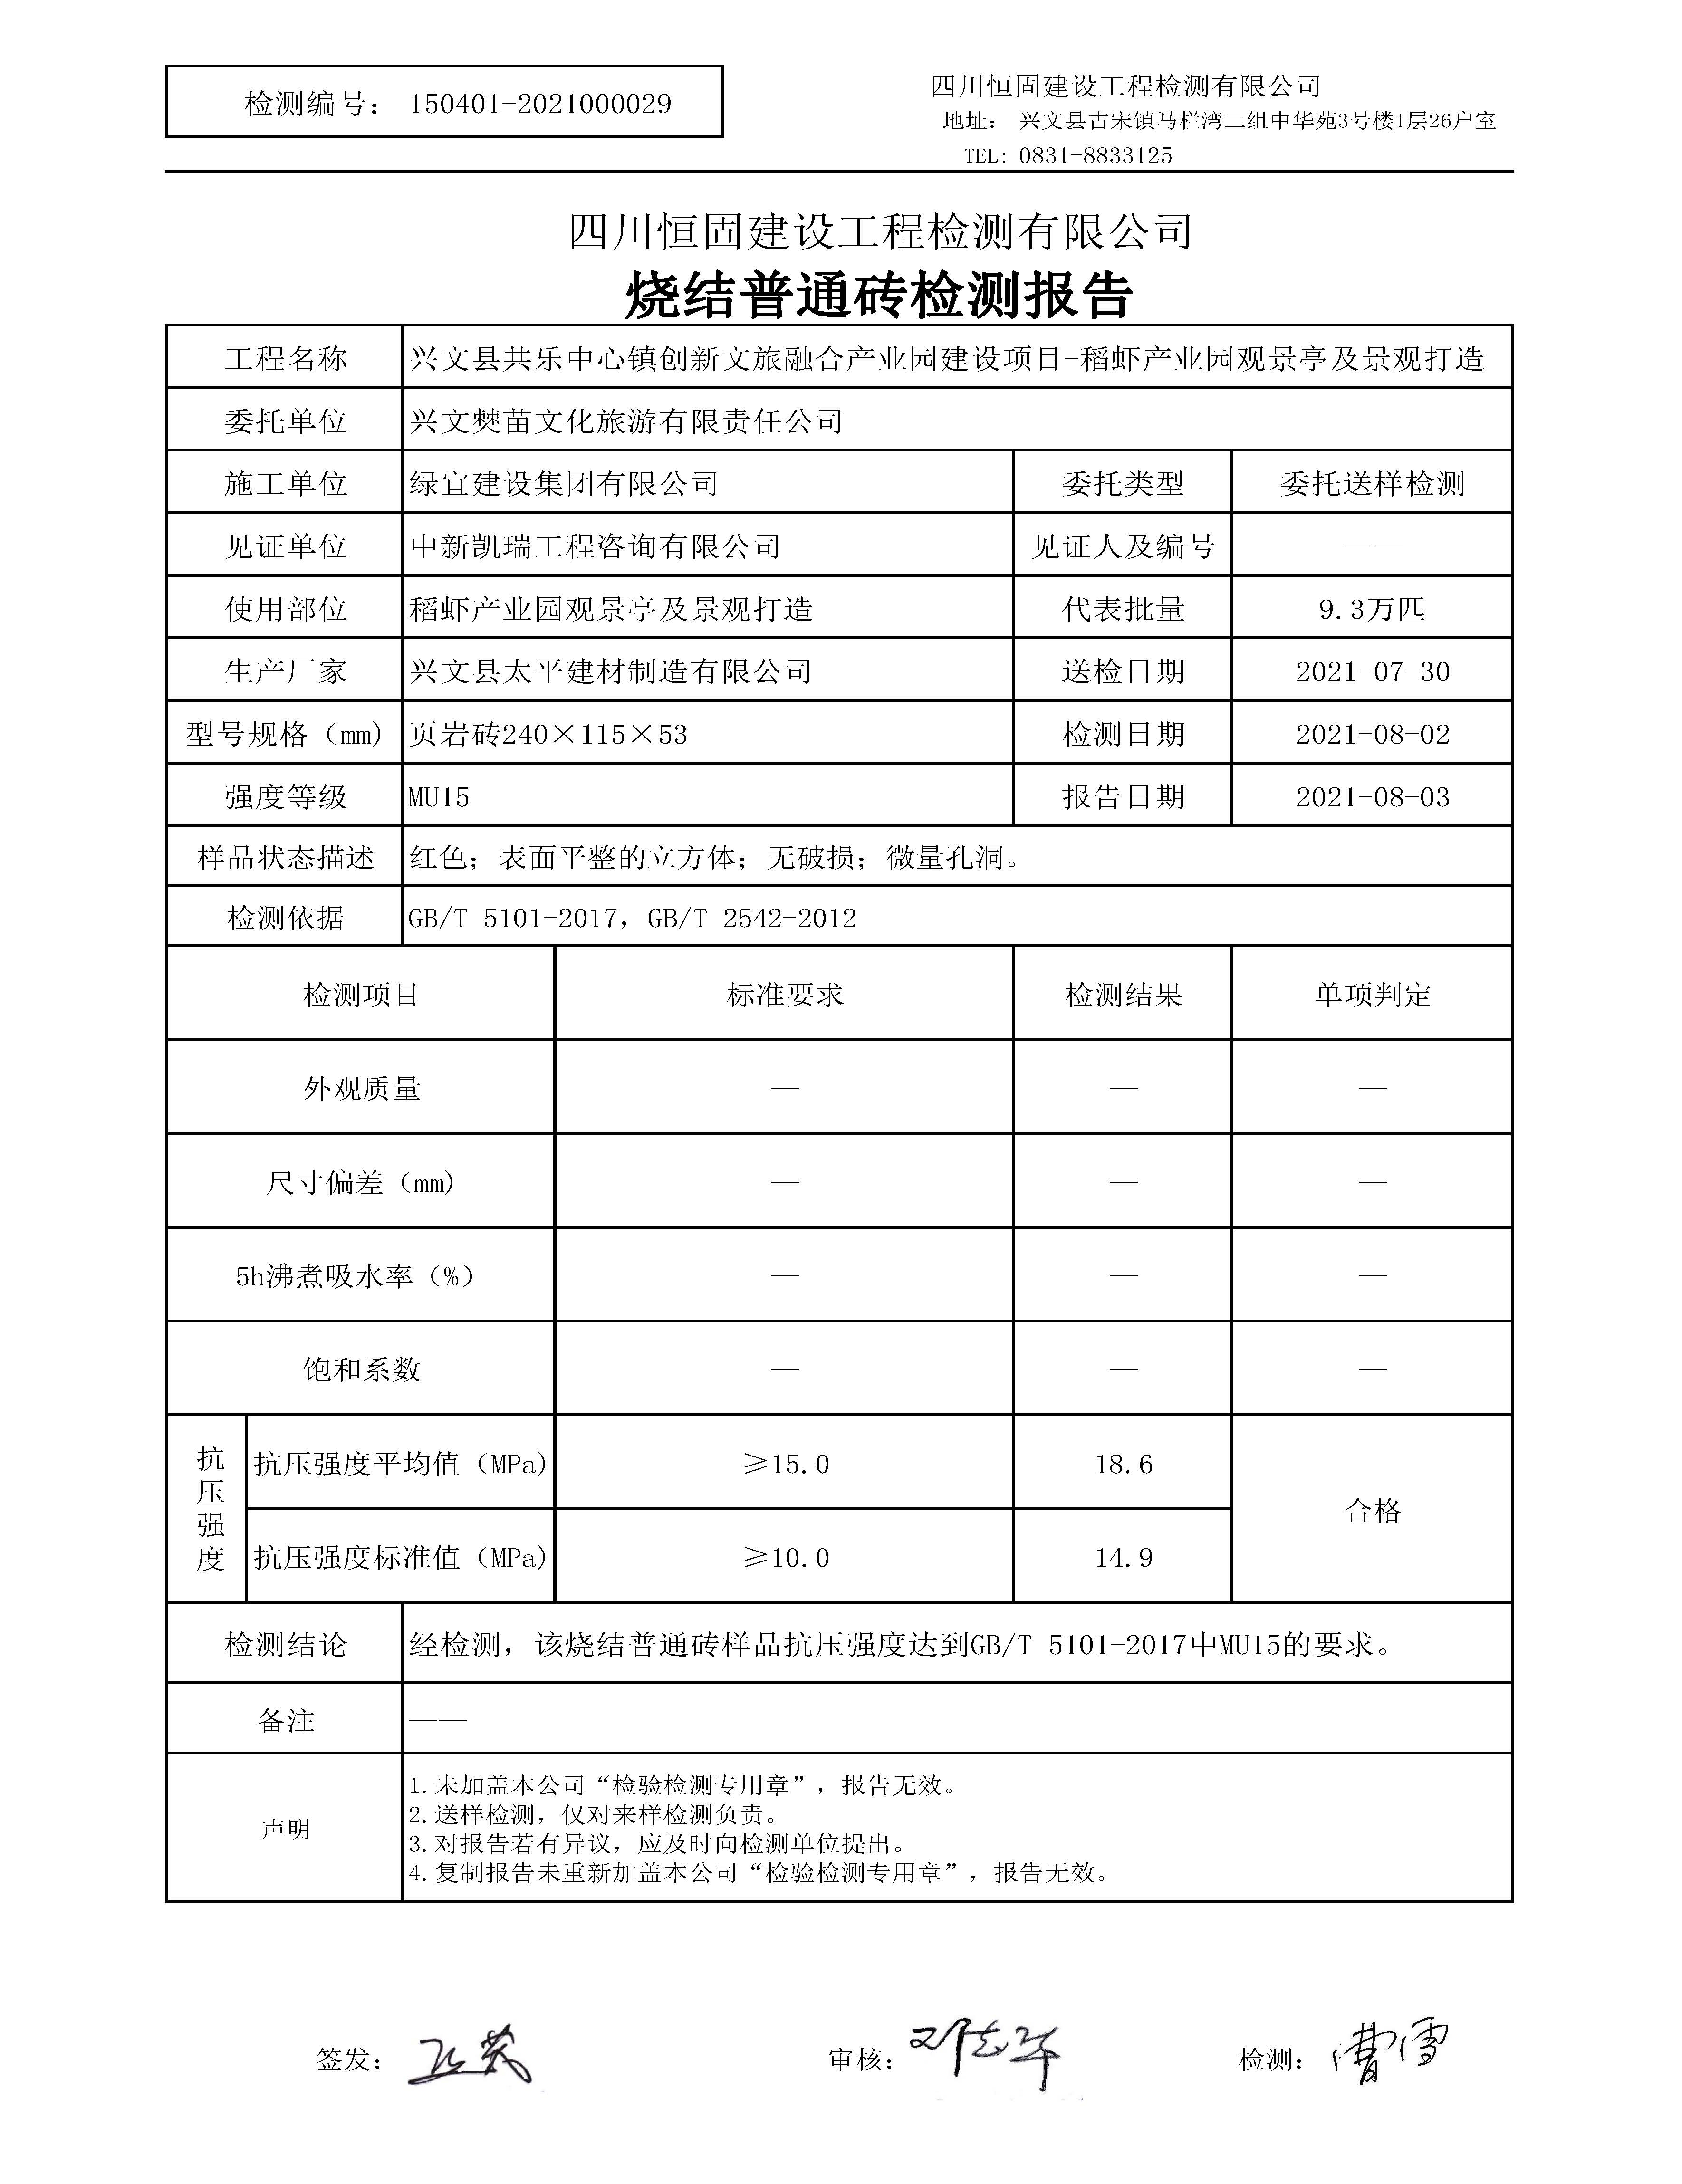 检测编号： 150401-2021000029
四川恒固建设工程检测有限公司
地址： 兴文县古宋镇马栏湾二组中华苑3号楼1层26户室
TEL: 0831-8833125
四川恒固建设工程检测有限公司
烧结普通砖检测报告
工程名称 兴文县共乐中心镇创新文旅融合产业园建设项目-稻虾产业园观景亭及景观打造
委托单位 兴文僰苗文化旅游有限责任公司
施工单位 绿宜建设集团有限公司 委托类型 委托送样检测
见证单位 中新凯瑞工程咨询有限公司 见证人及编号 ——
使用部位 稻虾产业园观景亭及景观打造 代表批量 9.3万匹
生产厂家 兴文县太平建材制造有限公司 送检日期 2021-07-30
型号规格（mm） 页岩砖240×115×53 检测日期 2021-08-02
强度等级 MU15 报告日期 2021-08-03
样品状态描述 红色；表面平整的立方体；无破损；微量孔洞。
检测依据 GB/T 5101-2017，GB/T 2542-2012
检测项目 标准要求 检测结果 单项判定
外观质量 — — —
尺寸偏差（mm） — — —
5h沸煮吸水率（%） — — —
饱和系数 — — —
抗压强度 抗压强度平均值（MPa） ≥15.0 18.6 合格
抗压强度标准值（MPa） ≥10.0 14.9
检测结论 经检测，该烧结普通砖样品抗压强度达到GB/T 5101-2017中MU15的要求。
备注 ——
声明 1.未加盖本公司“检验检测专用章”，报告无效。
2.送样检测，仅对来样检测负责。
3.对报告若有异议，应及时向检测单位提出。
4.复制报告未重新加盖本公司“检验检测专用章”，报告无效。
签发： 审核：邓志华 检测：曹雪